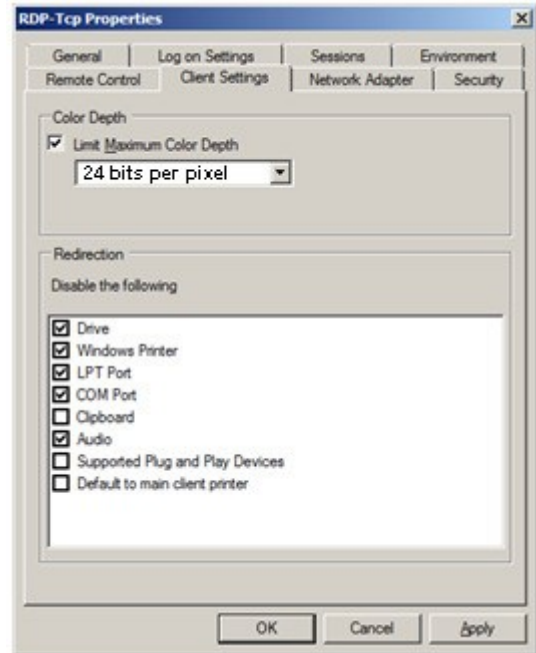 RDP-Tcp Properties
General Log on Settings Sessions Environment
Remote Control Client Settings Network Adapter Security
Color Depth
Limit Maximum Color Depth
24 bits per pixel
Redirection
Disable the following
Drive
Windows Printer
LPT Port
COM Port
Clipboard
Audio
Supported Plug and Play Devices
Default to main client printer
OK Cancel Apply